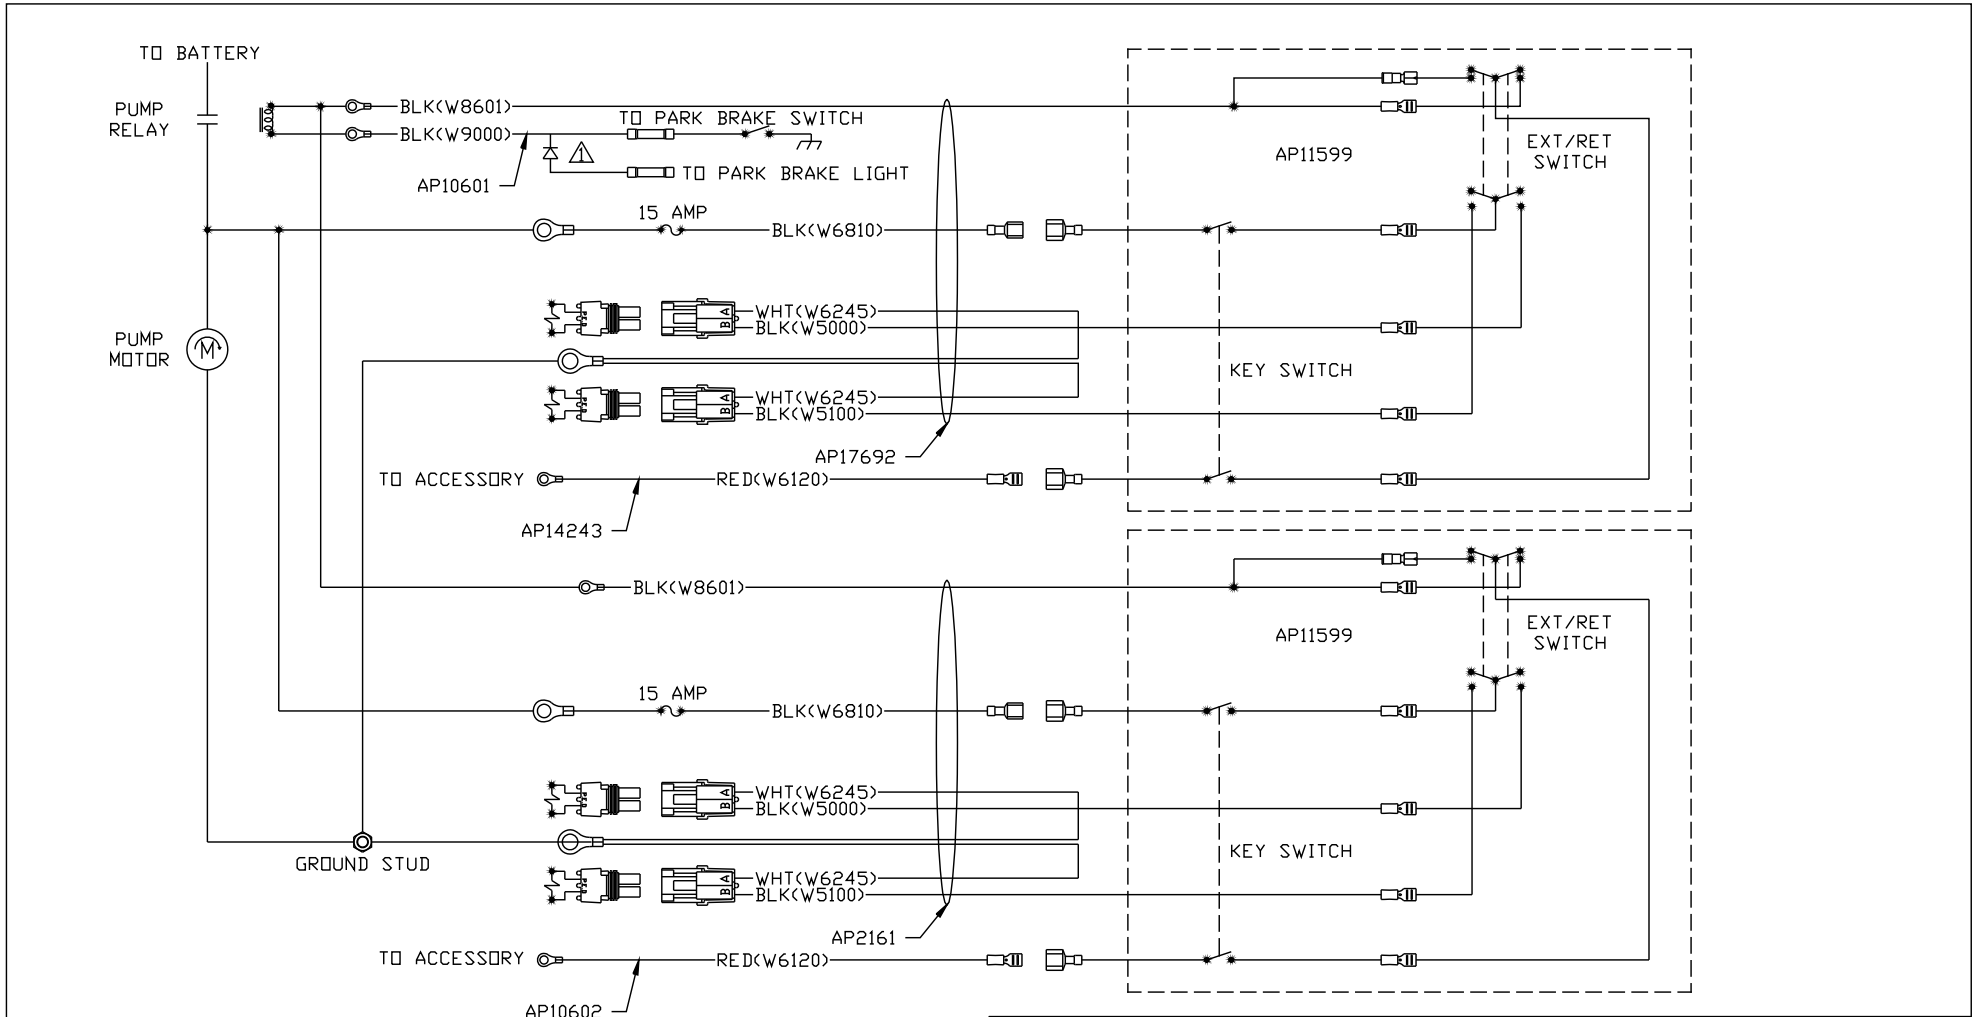 TO BATTERY
PUMP
RELAY
BLK(W8601)
TO PARK BRAKE SWITCH
BLK(W9000)
1
AP10601
TO PARK BRAKE LIGHT
AP11599
EXT/RET
SWITCH
15 AMP
BLK(W6810)
PUMP
MOTOR
M
A
B
WHT(W6245)
BLK(W5000)
KEY SWITCH
A
B
WHT(W6245)
BLK(W5100)
AP17692
TO ACCESSORY
RED(W6120)
AP14243
BLK(W8601)
AP11599
EXT/RET
SWITCH
15 AMP
BLK(W6810)
A
B
WHT(W6245)
BLK(W5000)
GROUND STUD
KEY SWITCH
A
B
WHT(W6245)
BLK(W5100)
AP2161
TO ACCESSORY
RED(W6120)
AP10602